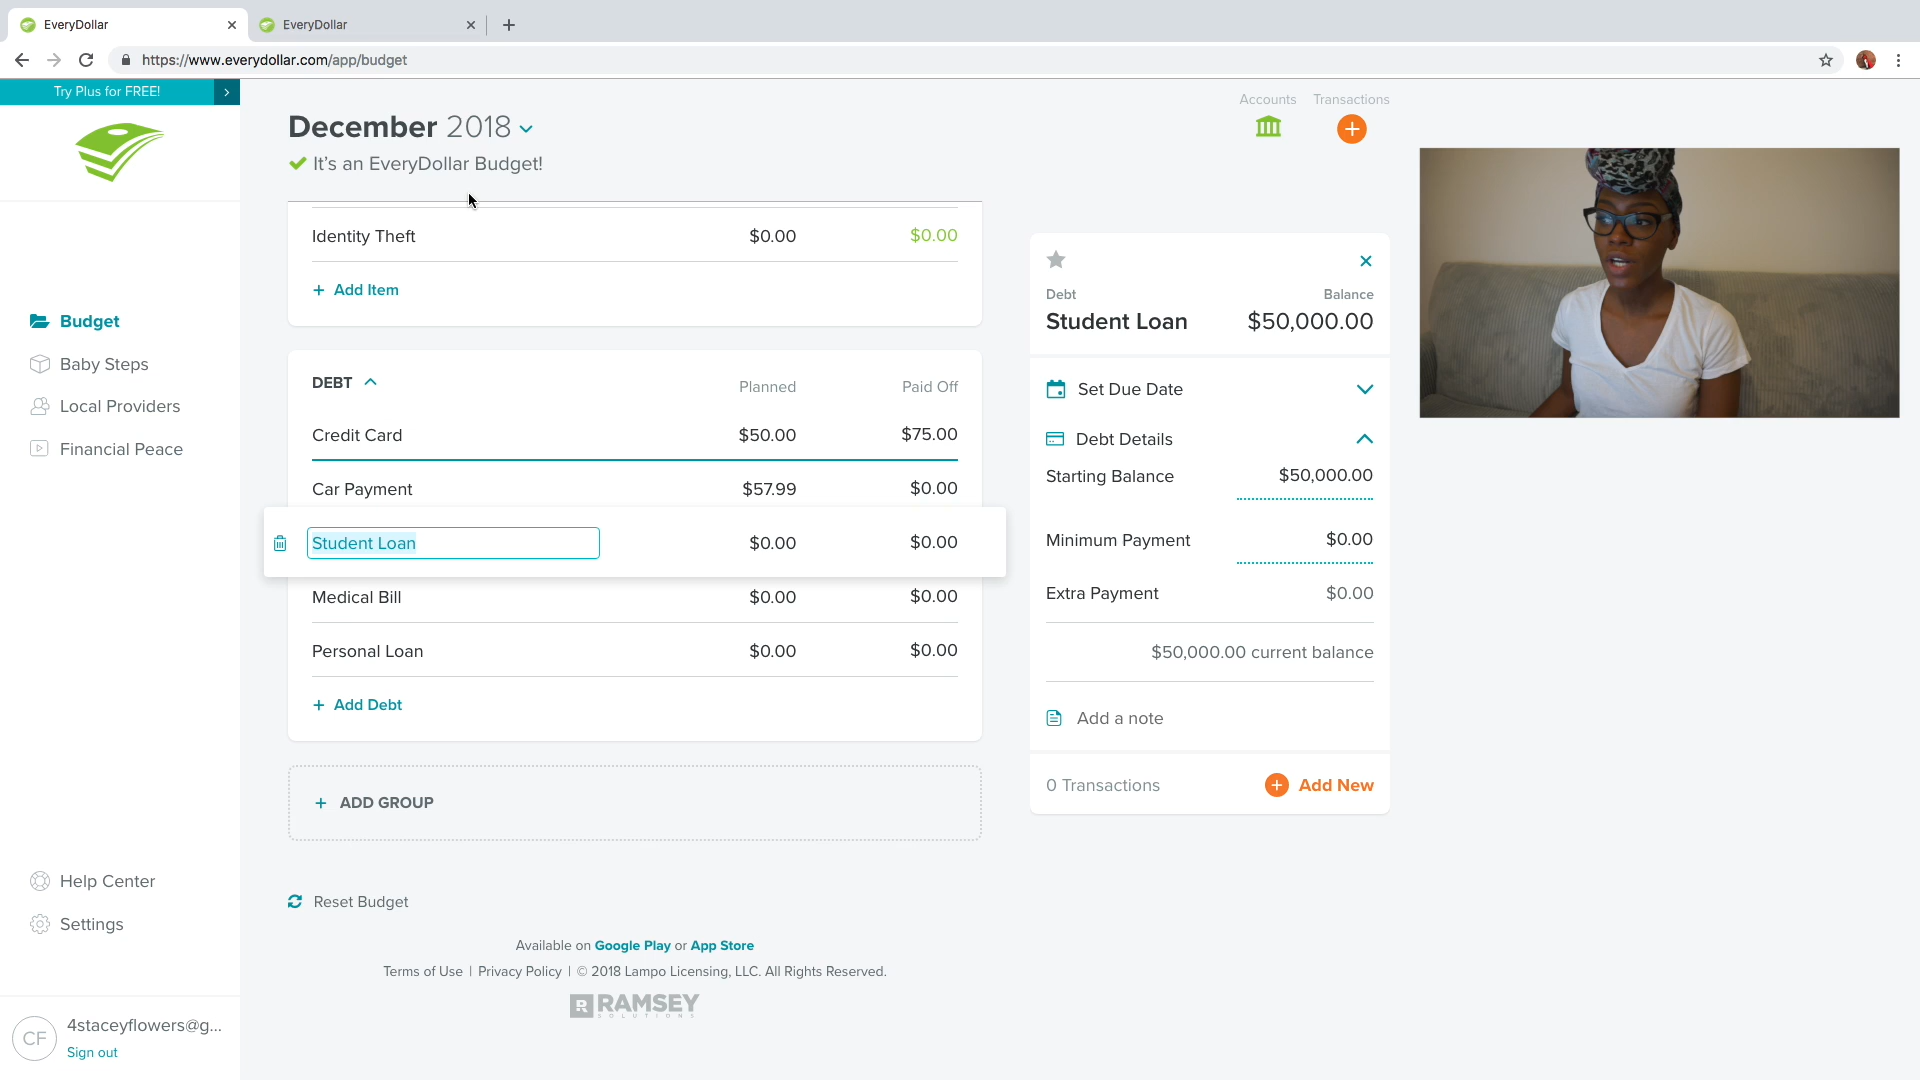 EveryDollar
EveryDollar
https://www.everydollar.com/app/budget
Try Plus for FREE!
December 2018
It's an EveryDollar Budget!
Accounts
Transactions
Budget
Baby Steps
Local Providers
Financial Peace
Help Center
Settings
CF
4staceyflowers@g...
Sign out
Identity Theft $0.00 $0.00
+ Add Item
DEBT Planned Paid Off
Credit Card $50.00 $75.00
Car Payment $57.99 $0.00
Student Loan $0.00 $0.00
Medical Bill $0.00 $0.00
Personal Loan $0.00 $0.00
+ Add Debt
+ ADD GROUP
Reset Budget
Available on Google Play or App Store
Terms of Use | Privacy Policy | © 2018 Lampo Licensing, LLC. All Rights Reserved.
R RAMSEY
SOLUTIONS
Debt Balance
Student Loan $50,000.00
Set Due Date
Debt Details
Starting Balance $50,000.00
Minimum Payment $0.00
Extra Payment $0.00
$50,000.00 current balance
Add a note
0 Transactions + Add New